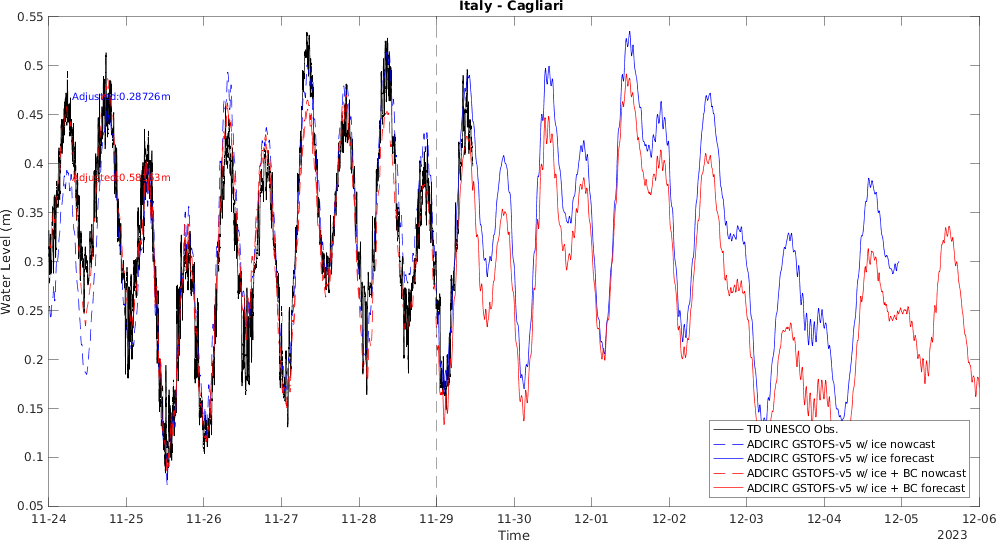 Italy - Cagliari
0.55
0.5
0.45
0.4
0.35
0.3
0.25
0.2
0.15
0.1
0.05
Water Level (m)
Adjusted:0.28726m
TD UNESCO Obs.
ADCIRC GSTOFS-v5 w/ ice nowcast
ADCIRC GSTOFS-v5 w/ ice forecast
ADCIRC GSTOFS-v5 w/ ice + BC nowcast
ADCIRC GSTOFS-v5 w/ ice + BC forecast
11-24 11-25 11-26 11-27 11-28 11-29 11-30 12-01 12-02 12-03 12-04 12-05 12-06
Time
2023